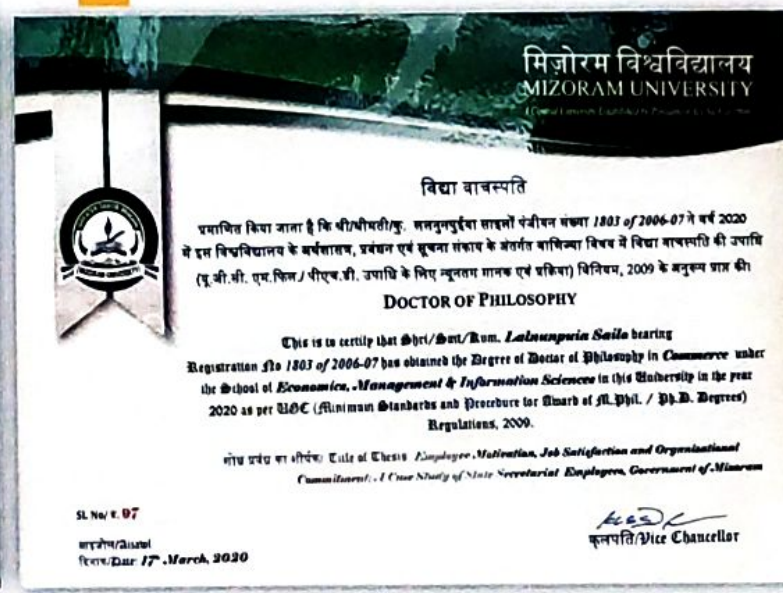 मिज़ोरम विश्वविद्यालय
MIZORAM UNIVERSITY
MIZORAM UNIVERSITY
विद्या वाचस्पति
प्रमाणित किया जाता है कि श्री/श्रीमती/कु. ललनुनपुईया साइलों पंजीयन संख्या 1803 of 2006-07 ने वर्ष 2020
में इस विश्वविद्यालय के अर्थशास्त्र, प्रबंधन एवं सूचना संकाय के अंतर्गत वाणिज्य विषय में विद्या वाचस्पति की उपाधि
(यू.जी.सी. एम.फिल./ पीएच.डी. उपाधि के लिए न्यूनतम मानक एवं प्रक्रिया) विनियम, 2009 के अनुरूप प्राप्त की।
DOCTOR OF PHILOSOPHY
This is to certify that Shri/Smt/Kum. Lalnunpuia Sailo bearing
Registration No 1803 of 2006-07 has obtained the Degree of Doctor of Philosophy in Commerce under
the School of Economics, Management & Information Sciences in this University in the year
2020 as per UGC (Minimum Standards and Procedure for Award of M.Phil. / Ph.D. Degrees)
Regulations, 2009.
शोध प्रबंध का शीर्षक/ Title of Thesis Employee Motivation, Job Satisfaction and Organizational
Commitment: A Case Study of State Secretariat Employees, Government of Mizoram
SL No/ क्र. 07
आइजोल/Aizawl
दिनांक/Date: 17th March, 2020
कुलपति/Vice Chancellor